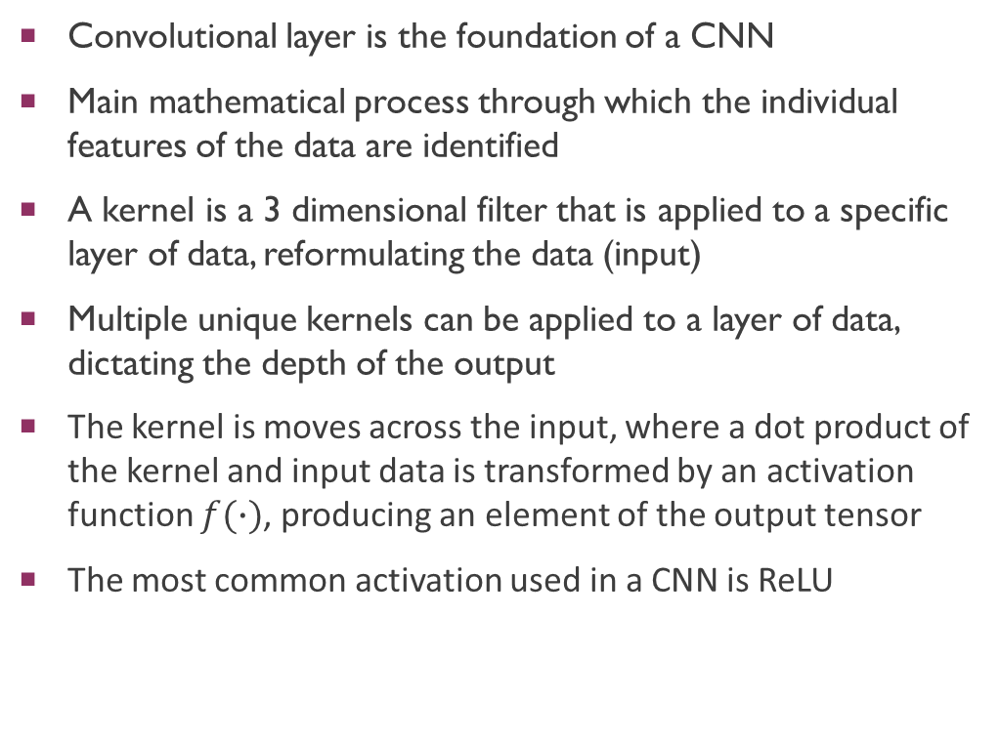 ▪ Convolutional layer is the foundation of a CNN
▪ Main mathematical process through which the individual
features of the data are identified
▪ A kernel is a 3 dimensional filter that is applied to a specific
layer of data, reformulating the data (input)
▪ Multiple unique kernels can be applied to a layer of data,
dictating the depth of the output
▪ The kernel is moves across the input, where a dot product of
the kernel and input data is transformed by an activation
function 𝑓(∙), producing an element of the output tensor
▪ The most common activation used in a CNN is ReLU